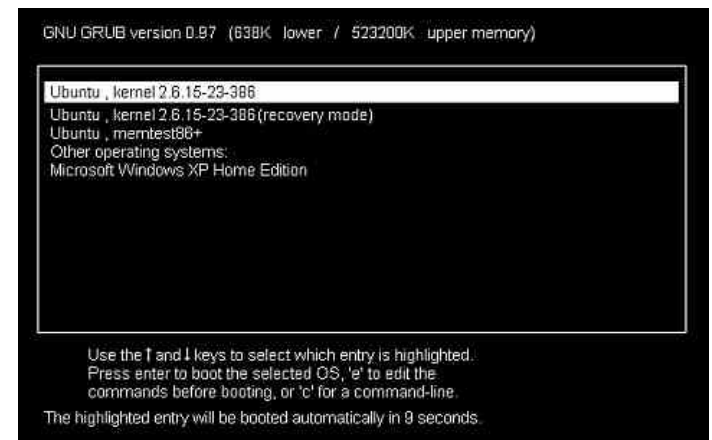 GNU GRUB version 0.97 (638K lower / 523200K upper memory)
Ubuntu , kernel 2.6.15-23-386
Ubuntu , kernel 2.6.15-23-386 (recovery mode)
Ubuntu , memtest86+
Other operating systems:
Microsoft Windows XP Home Edition
Use the ↑ and ↓ keys to select which entry is highlighted.
Press enter to boot the selected OS, 'e' to edit the
commands before booting, or 'c' for a command-line.
The highlighted entry will be booted automatically in 9 seconds.